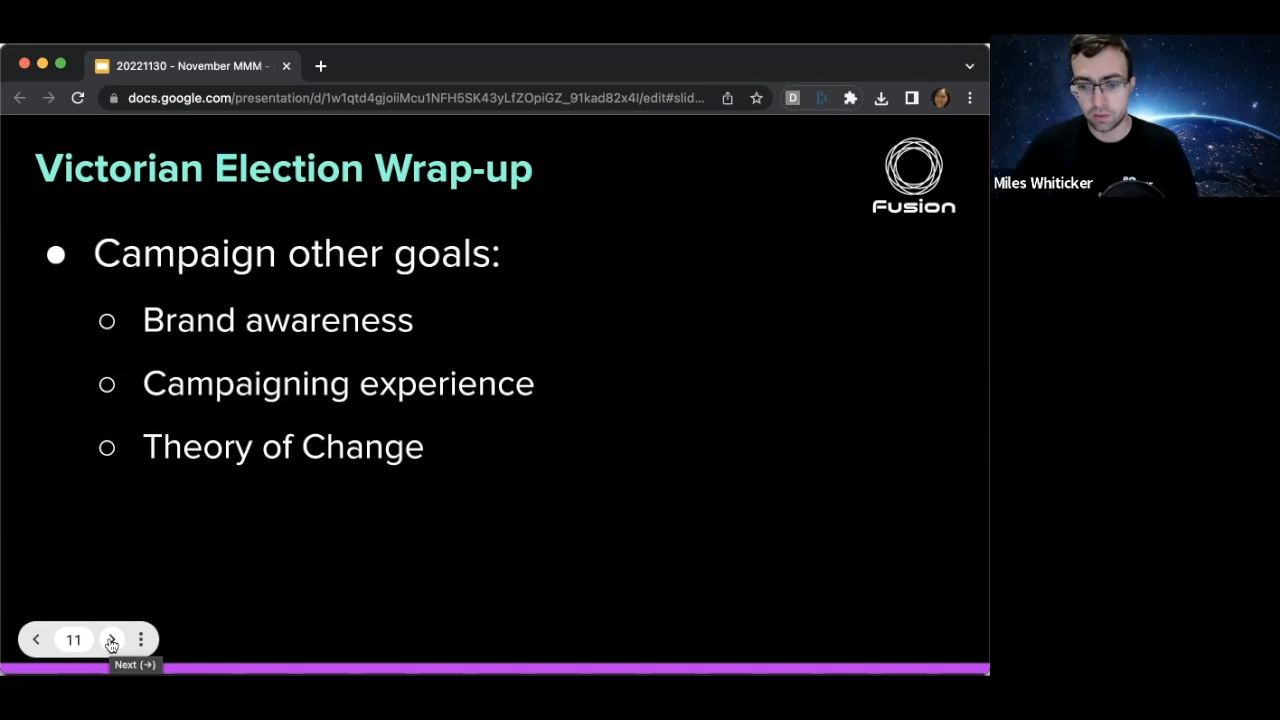 20221130 - November MMM -
docs.google.com/presentation/d/1w1qtd4gjoiiMcu1NFH5SK43yLfZOpiGZ_91kad82x4I/edit#slid...
D
Victorian Election Wrap-up
Fusion
Campaign other goals:
Brand awareness
Campaigning experience
Theory of Change
11
Next (→)
Miles Whiticker